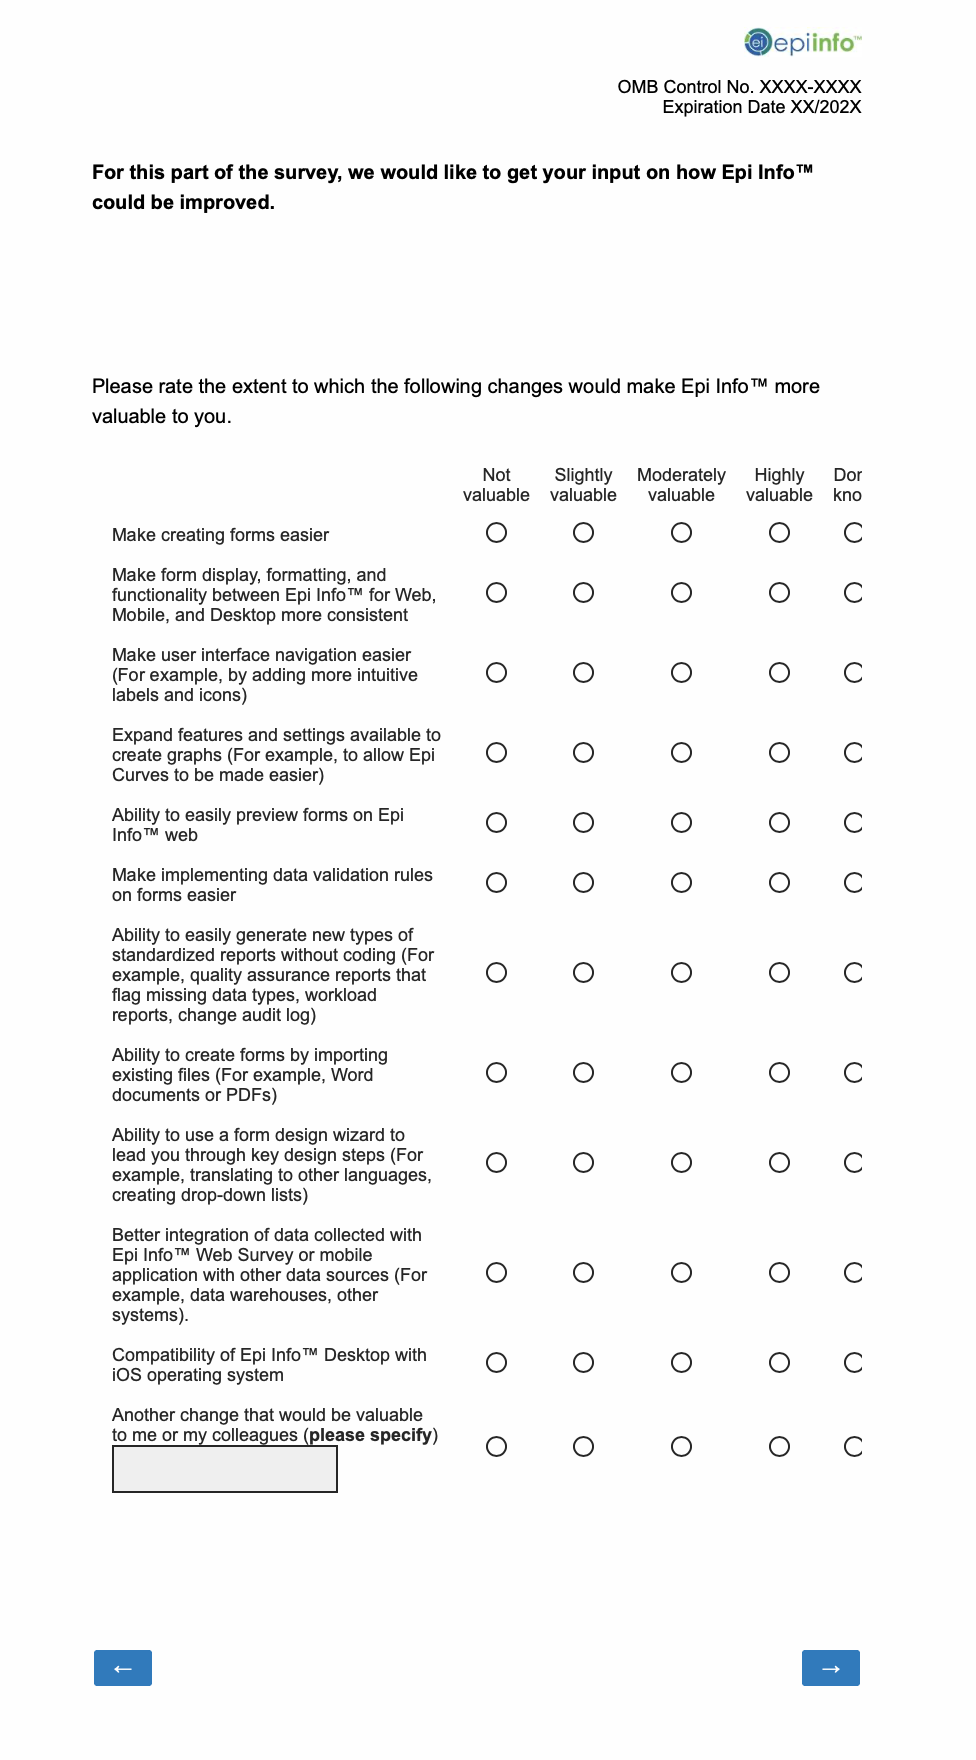 ei epiinfo™
OMB Control No. XXXX-XXXX
Expiration Date XX/202X
For this part of the survey, we would like to get your input on how Epi Info™
could be improved.
Please rate the extent to which the following changes would make Epi Info™ more
valuable to you.
Not Slightly Moderately Highly Dor
valuable valuable valuable valuable kno
Make creating forms easier
Make form display, formatting, and
functionality between Epi Info™ for Web,
Mobile, and Desktop more consistent
Make user interface navigation easier
(For example, by adding more intuitive
labels and icons)
Expand features and settings available to
create graphs (For example, to allow Epi
Curves to be made easier)
Ability to easily preview forms on Epi
Info™ web
Make implementing data validation rules
on forms easier
Ability to easily generate new types of
standardized reports without coding (For
example, quality assurance reports that
flag missing data types, workload
reports, change audit log)
Ability to create forms by importing
existing files (For example, Word
documents or PDFs)
Ability to use a form design wizard to
lead you through key design steps (For
example, translating to other languages,
creating drop-down lists)
Better integration of data collected with
Epi Info™ Web Survey or mobile
application with other data sources (For
example, data warehouses, other
systems).
Compatibility of Epi Info™ Desktop with
iOS operating system
Another change that would be valuable
to me or my colleagues (please specify)
← →